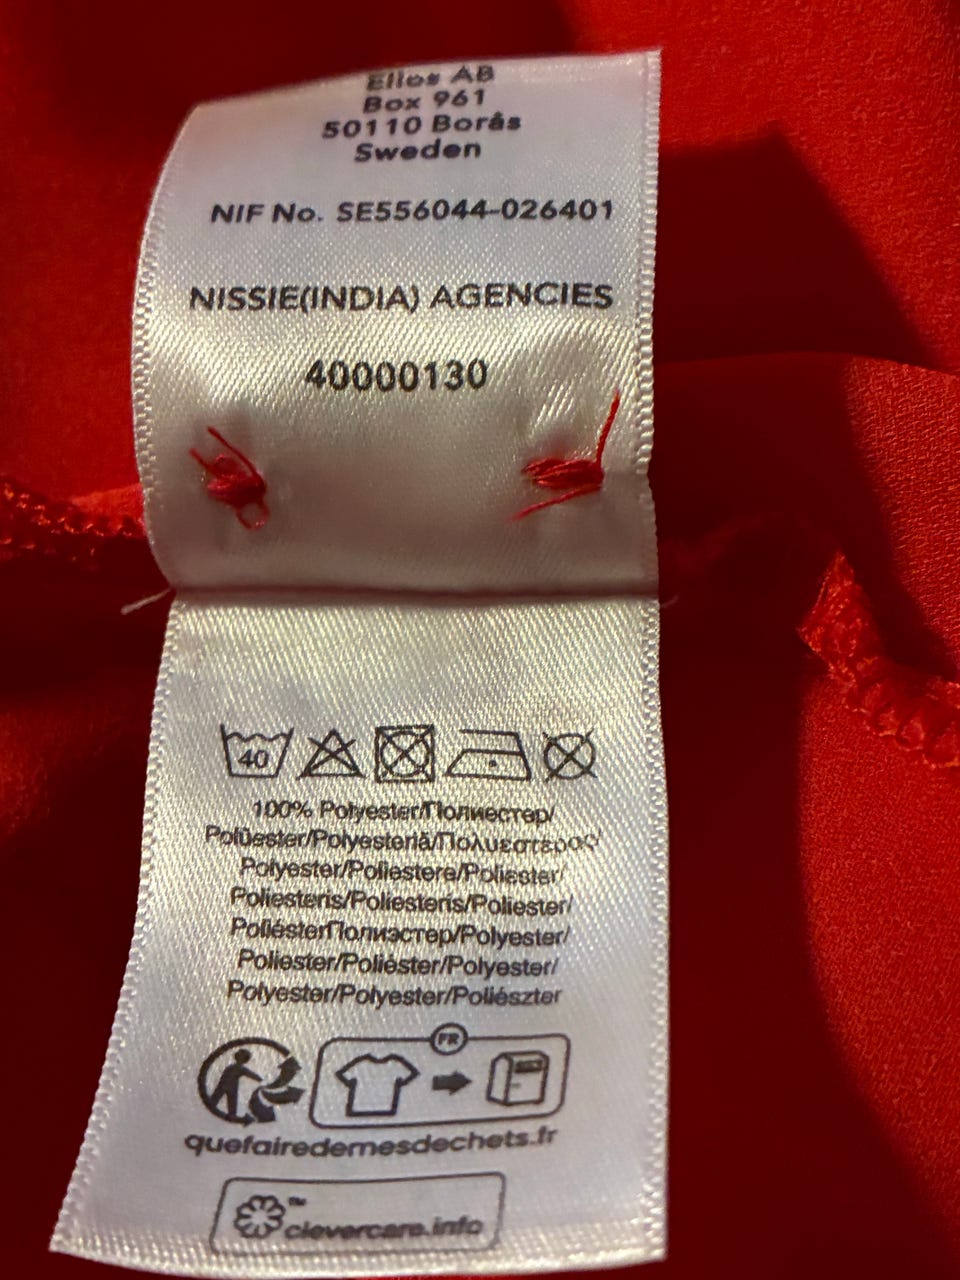 Ellos AB
Box 961
50110 Borås
Sweden
NIF No. SE556044-026401
NISSIE(INDIA) AGENCIES
40000130
40
100% Polyester/Полиестер/
Polüester/Polyesteriä/Πολυεστερας/
Polyester/Poliestere/Poliester/
Poliesteris/Poliesteris/Poliester/
PoliésterПолиэстер/Polyester/
Poliester/Polièster/Polyester/
Polyester/Polyester/Poliészter
FR
quefairedemesdechets.fr
™
clevercare.info